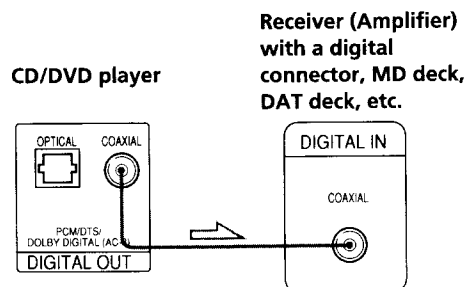 CD/DVD player
Receiver (Amplifier)
with a digital
connector, MD deck,
DAT deck, etc.
OPTICAL
COAXIAL
PCM/DTS/
DOLBY DIGITAL (AC-3)
DIGITAL OUT
DIGITAL IN
COAXIAL